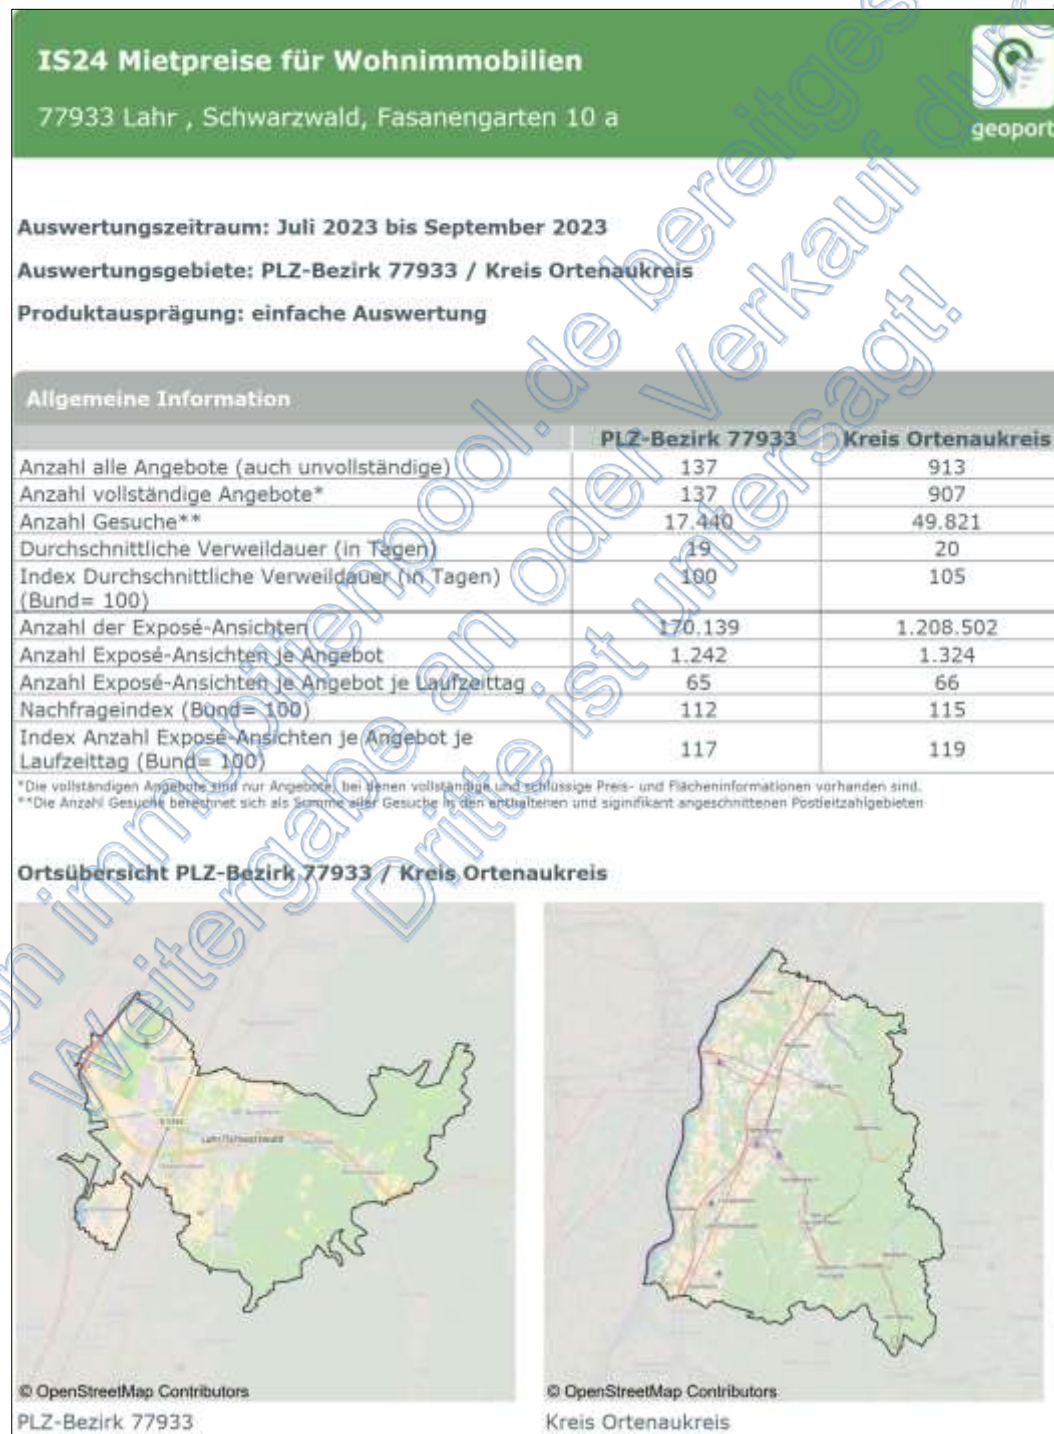 IS24 Mietpreise für Wohnimmobilien
77933 Lahr , Schwarzwald, Fasanengarten 10 a
geoport
Auswertungszeitraum: Juli 2023 bis September 2023
Auswertungsgebiete: PLZ-Bezirk 77933 / Kreis Ortenaukreis
Produktausprägung: einfache Auswertung
Allgemeine Information
PLZ-Bezirk 77933 Kreis Ortenaukreis
Anzahl alle Angebote (auch unvollständige) 137 913
Anzahl vollständige Angebote* 137 907
Anzahl Gesuche** 17.440 49.821
Durchschnittliche Verweildauer (in Tagen) 19 20
Index Durchschnittliche Verweildauer (in Tagen) 100 105
(Bund= 100)
Anzahl der Exposé-Ansichten 170.139 1.208.502
Anzahl Exposé-Ansichten je Angebot 1.242 1.324
Anzahl Exposé-Ansichten je Angebot je Laufzeittag 65 66
Nachfrageindex (Bund= 100) 112 115
Index Anzahl Exposé-Ansichten je Angebot je
Laufzeittag (Bund= 100) 117 119
*Die vollständigen Angebote sind nur Angebote, bei denen vollständige und schlüssige Preis- und Flächeninformationen vorhanden sind.
**Die Anzahl Gesuche berechnet sich als Summe aller Gesuche in den enthaltenen und siginifikant angeschnittenen Postleitzahlgebieten
Ortsübersicht PLZ-Bezirk 77933 / Kreis Ortenaukreis
Lahr/Schwarzwald
© OpenStreetMap Contributors
© OpenStreetMap Contributors
PLZ-Bezirk 77933
Kreis Ortenaukreis
on immobilienpool.de bereitges
Weitergabe an oder Verkauf durc
Dritte ist untersagt!